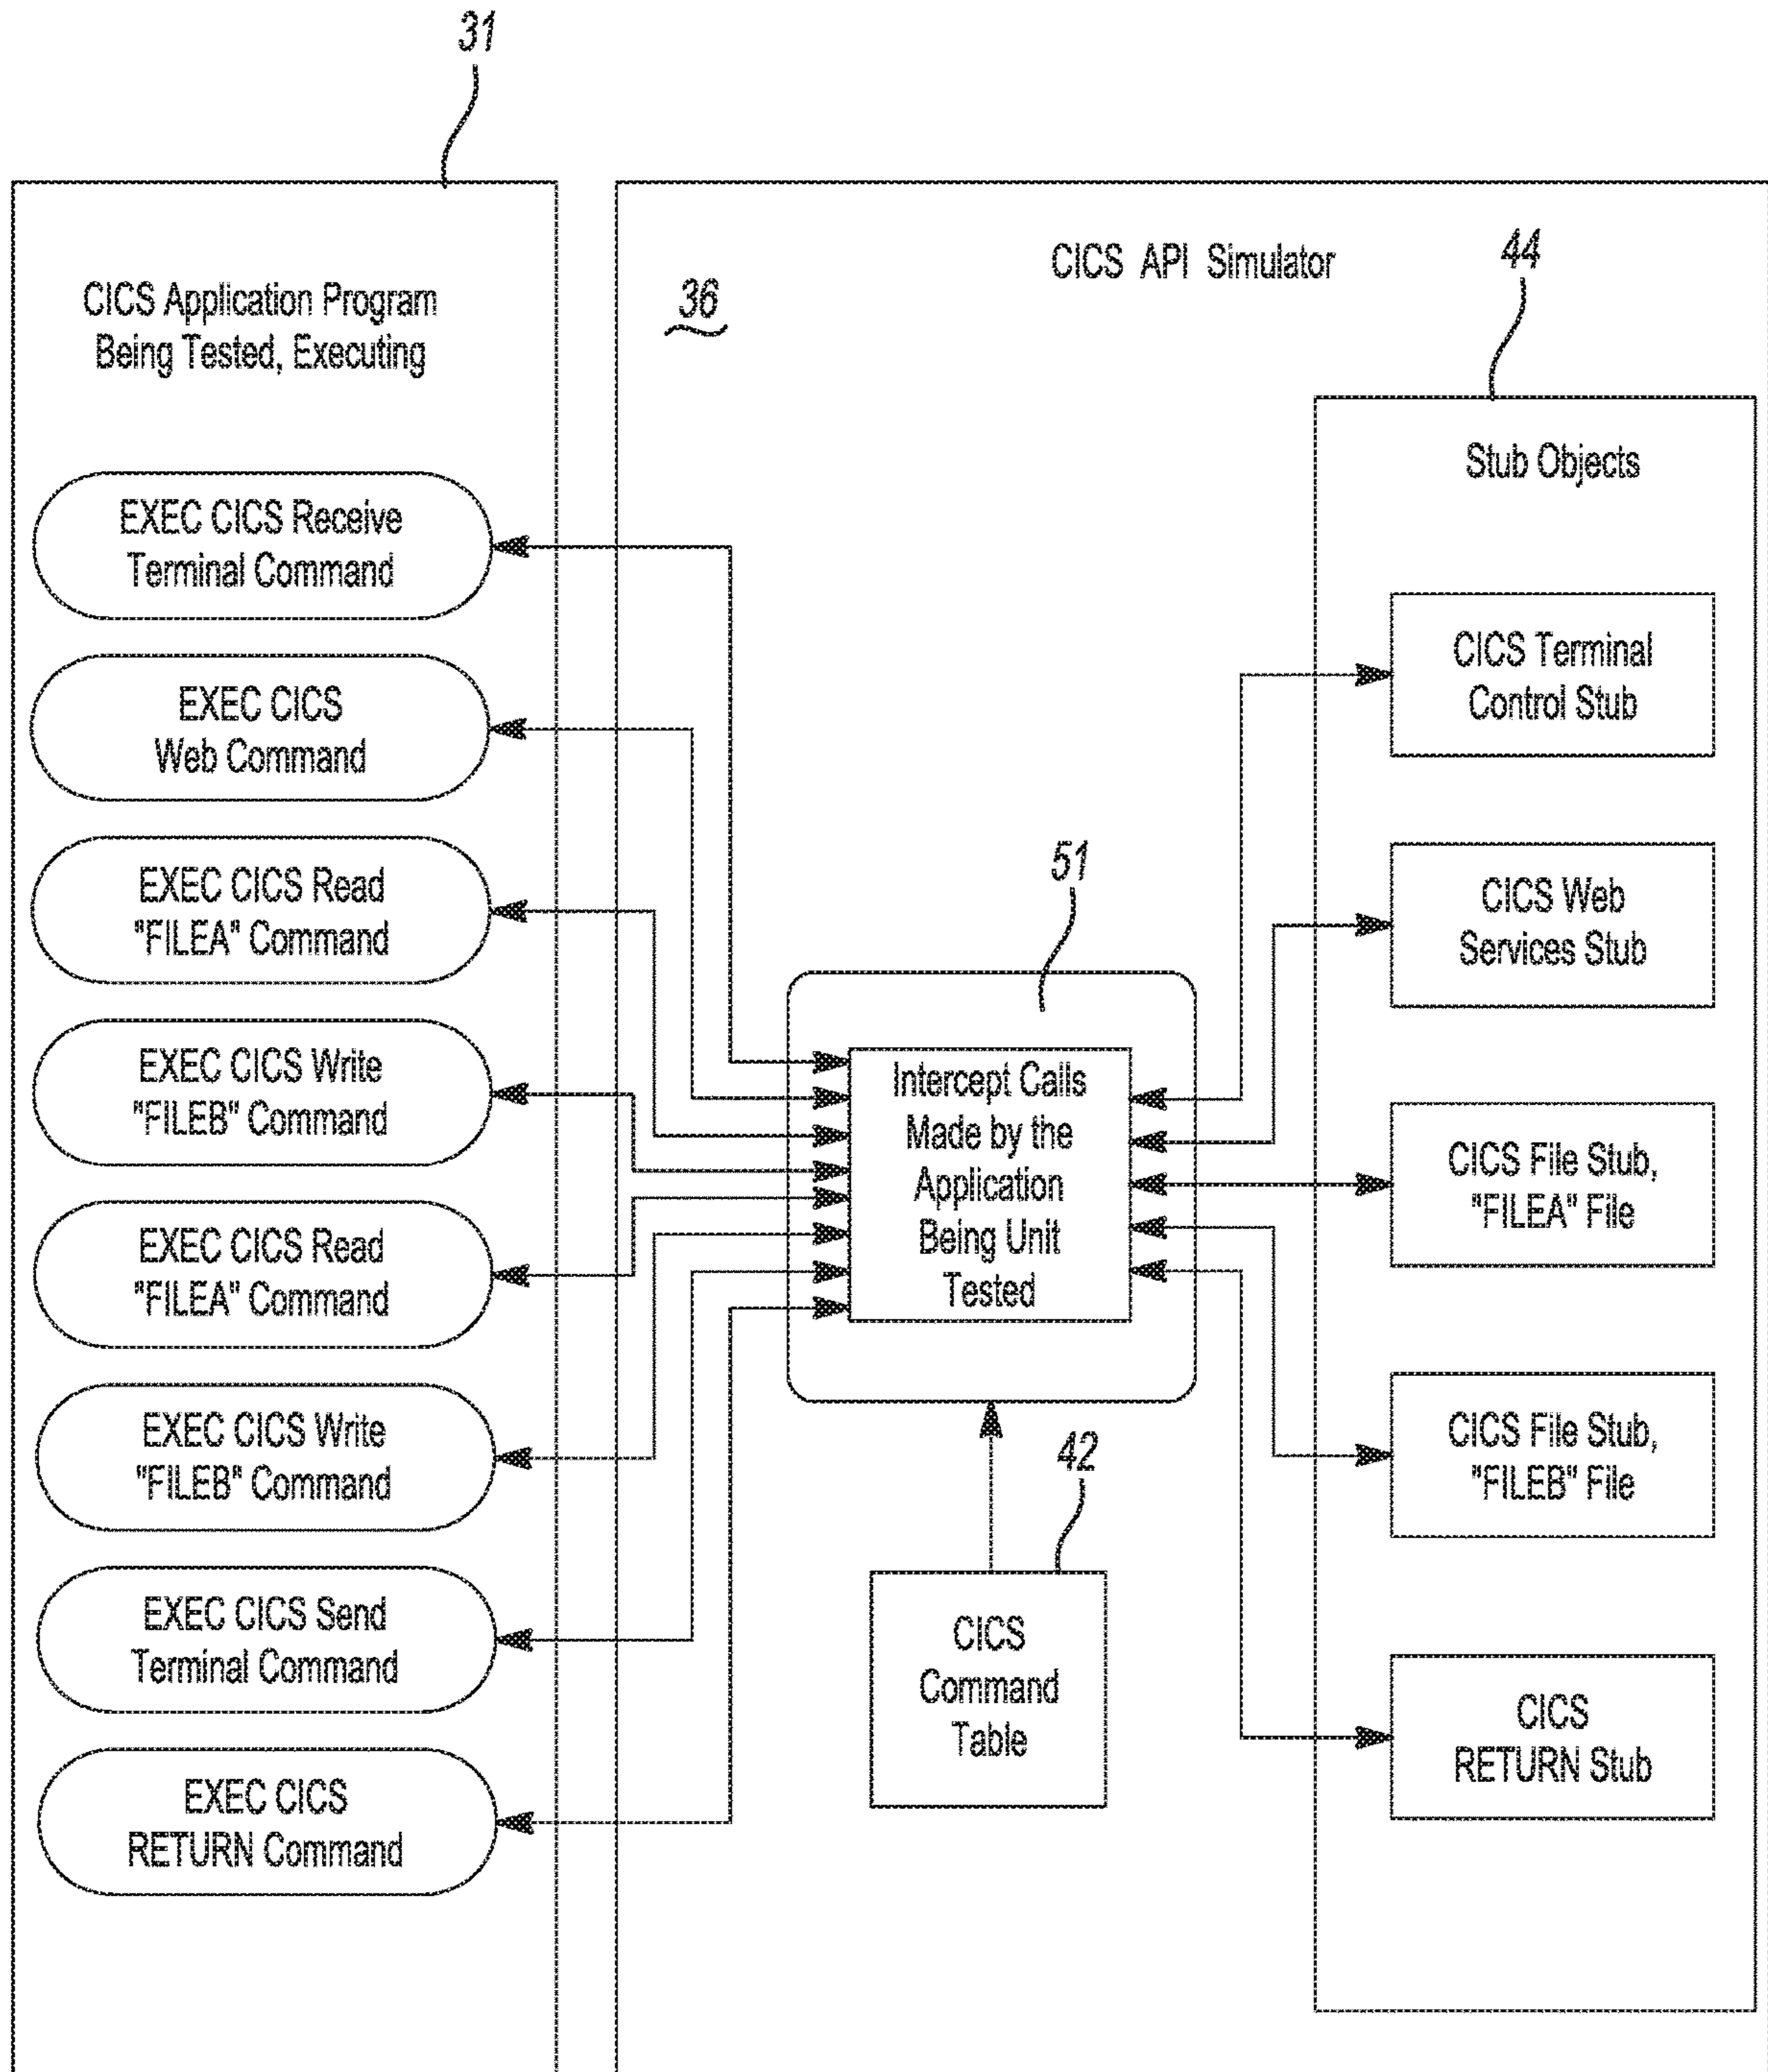 31
CICS Application Program
Being Tested, Executing
EXEC CICS Receive
Terminal Command
EXEC CICS
Web Command
EXEC CICS Read
"FILEA" Command
EXEC CICS Write
"FILEB" Command
EXEC CICS Read
"FILEA" Command
EXEC CICS Write
"FILEB" Command
EXEC CICS Send
Terminal Command
EXEC CICS
RETURN Command
CICS API Simulator
36
51
Intercept Calls
Made by the
Application
Being Unit
Tested
42
CICS
Command
Table
44
Stub Objects
CICS Terminal
Control Stub
CICS Web
Services Stub
CICS File Stub,
"FILEA" File
CICS File Stub,
"FILEB" File
CICS
RETURN Stub